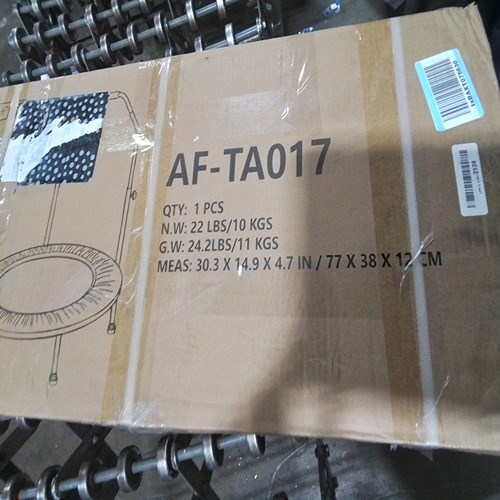 AF-TA017
QTY: 1 PCS
N.W: 22 LBS/10 KGS
G.W: 24.2LBS/11 KGS
MEAS: 30.3 X 14.9 X 4.7 IN / 77 X 38 X 12 CM